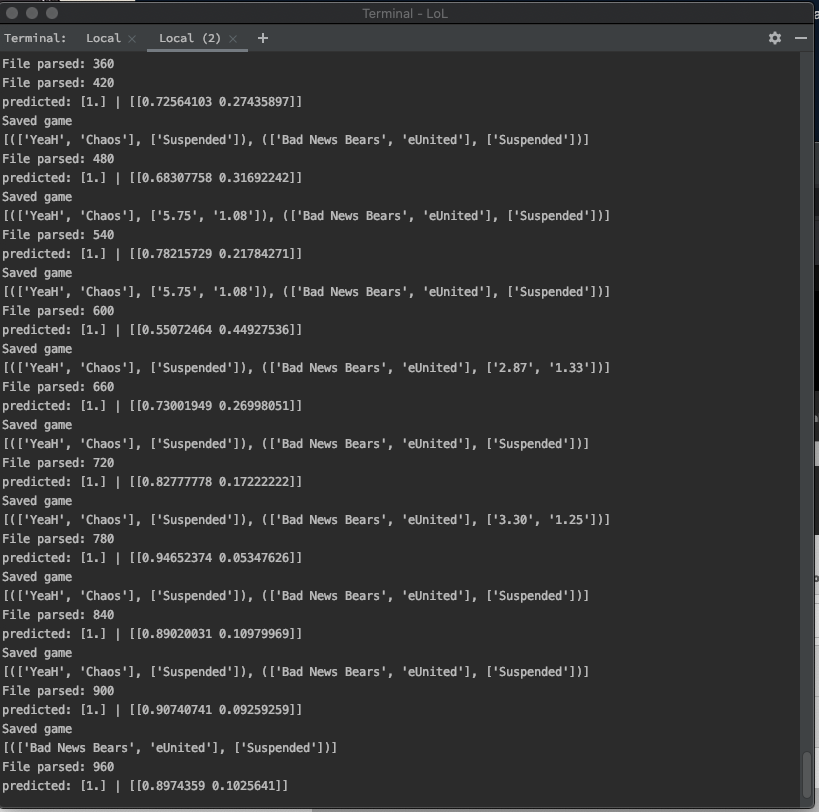 Terminal - LoL
Terminal: Local × Local (2) × +
File parsed: 360
File parsed: 420
predicted: [1.] | [[0.72564103 0.27435897]]
Saved game
[(['YeaH', 'Chaos'], ['Suspended']), (['Bad News Bears', 'eUnited'], ['Suspended'])]
File parsed: 480
predicted: [1.] | [[0.68307758 0.31692242]]
Saved game
[(['YeaH', 'Chaos'], ['5.75', '1.08']), (['Bad News Bears', 'eUnited'], ['Suspended'])]
File parsed: 540
predicted: [1.] | [[0.78215729 0.21784271]]
Saved game
[(['YeaH', 'Chaos'], ['5.75', '1.08']), (['Bad News Bears', 'eUnited'], ['Suspended'])]
File parsed: 600
predicted: [1.] | [[0.55072464 0.44927536]]
Saved game
[(['YeaH', 'Chaos'], ['Suspended']), (['Bad News Bears', 'eUnited'], ['2.87', '1.33'])]
File parsed: 660
predicted: [1.] | [[0.73001949 0.26998051]]
Saved game
[(['YeaH', 'Chaos'], ['Suspended']), (['Bad News Bears', 'eUnited'], ['Suspended'])]
File parsed: 720
predicted: [1.] | [[0.82777778 0.17222222]]
Saved game
[(['YeaH', 'Chaos'], ['Suspended']), (['Bad News Bears', 'eUnited'], ['3.30', '1.25'])]
File parsed: 780
predicted: [1.] | [[0.94652374 0.05347626]]
Saved game
[(['YeaH', 'Chaos'], ['Suspended']), (['Bad News Bears', 'eUnited'], ['Suspended'])]
File parsed: 840
predicted: [1.] | [[0.89020031 0.10979969]]
Saved game
[(['YeaH', 'Chaos'], ['Suspended']), (['Bad News Bears', 'eUnited'], ['Suspended'])]
File parsed: 900
predicted: [1.] | [[0.90740741 0.09259259]]
Saved game
[(['Bad News Bears', 'eUnited'], ['Suspended'])]
File parsed: 960
predicted: [1.] | [[0.8974359 0.1025641]]